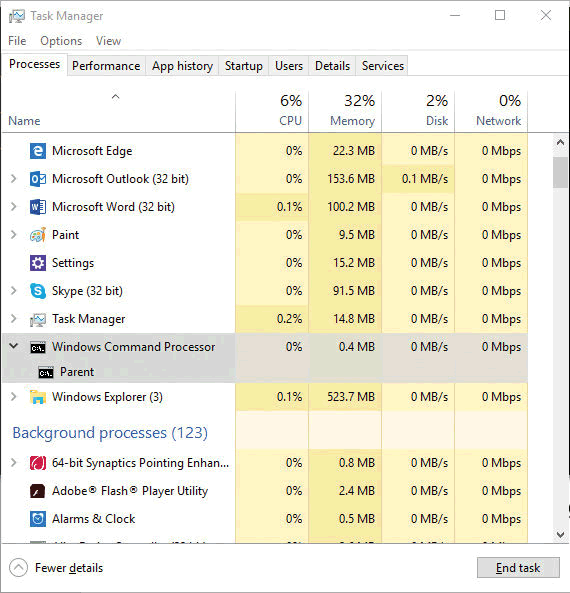 Task Manager
File Options View
Processes Performance App history Startup Users Details Services
6% 32% 2% 0%
Name CPU Memory Disk Network
Microsoft Edge 0% 22.3 MB 0 MB/s 0 Mbps
Microsoft Outlook (32 bit) 0% 153.6 MB 0.1 MB/s 0 Mbps
Microsoft Word (32 bit) 0.1% 100.2 MB 0 MB/s 0 Mbps
Paint 0% 9.5 MB 0 MB/s 0 Mbps
Settings 0% 15.2 MB 0 MB/s 0 Mbps
Skype (32 bit) 0% 91.5 MB 0 MB/s 0 Mbps
Task Manager 0.2% 14.8 MB 0 MB/s 0 Mbps
Windows Command Processor 0% 0.4 MB 0 MB/s 0 Mbps
Parent
Windows Explorer (3) 0.1% 523.7 MB 0 MB/s 0 Mbps
Background processes (123)
64-bit Synaptics Pointing Enhan... 0% 0.8 MB 0 MB/s 0 Mbps
Adobe® Flash® Player Utility 0% 2.4 MB 0 MB/s 0 Mbps
Alarms & Clock 0% 0.5 MB 0 MB/s 0 Mbps
Fewer details End task